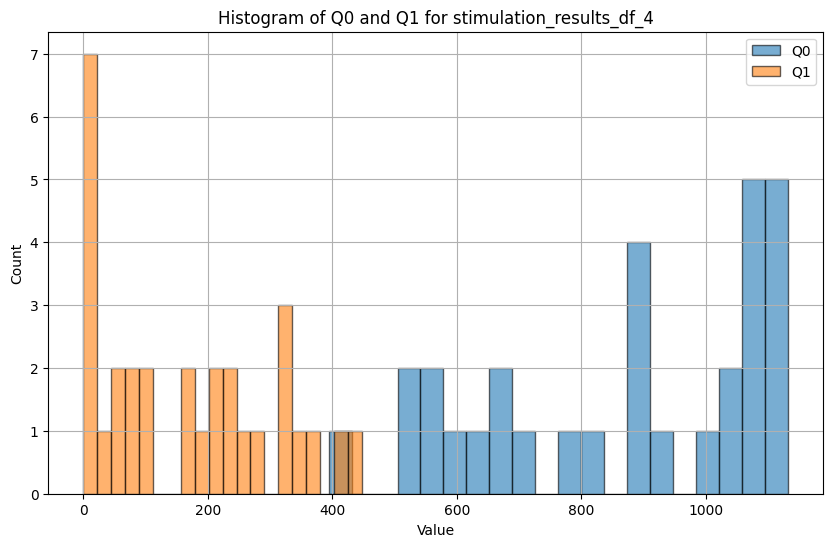 Histogram of Q0 and Q1 for stimulation_results_df_4
Q0
Q1
Count
7
6
5
4
3
2
1
0
0 200 400 600 800 1000
Value